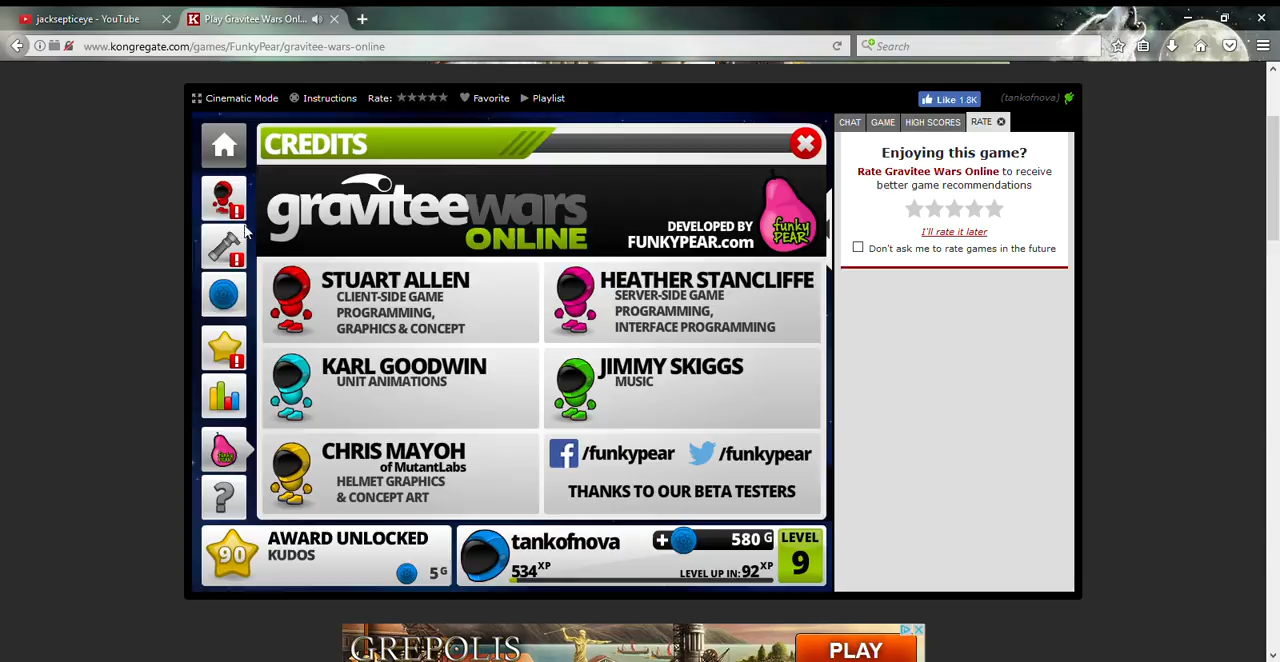 jacksepticeye - YouTube
Play Gravitee Wars Onl...
www.kongregate.com/games/FunkyPear/gravitee-wars-online
Search
Cinematic Mode
Instructions
Rate:
Favorite
Playlist
Like 1.8K
(tankofnova)
CHAT
GAME
HIGH SCORES
RATE
CREDITS
Enjoying this game?
Rate Gravitee Wars Online to receive
better game recommendations
I'll rate it later
Don't ask me to rate games in the future
graviteewars
ONLINE
DEVELOPED BY
FUNKYPEAR.com
funky
PEAR
STUART ALLEN
CLIENT-SIDE GAME
PROGRAMMING,
GRAPHICS & CONCEPT
HEATHER STANCLIFFE
SERVER-SIDE GAME
PROGRAMMING,
INTERFACE PROGRAMMING
KARL GOODWIN
UNIT ANIMATIONS
JIMMY SKIGGS
MUSIC
CHRIS MAYOH
of MutantLabs
HELMET GRAPHICS
& CONCEPT ART
/funkypear
/funkypear
THANKS TO OUR BETA TESTERS
90
AWARD UNLOCKED
KUDOS
5G
tankofnova
580 G
534XP
LEVEL UP IN: 92XP
LEVEL
9
GREPOLIS
PLAY